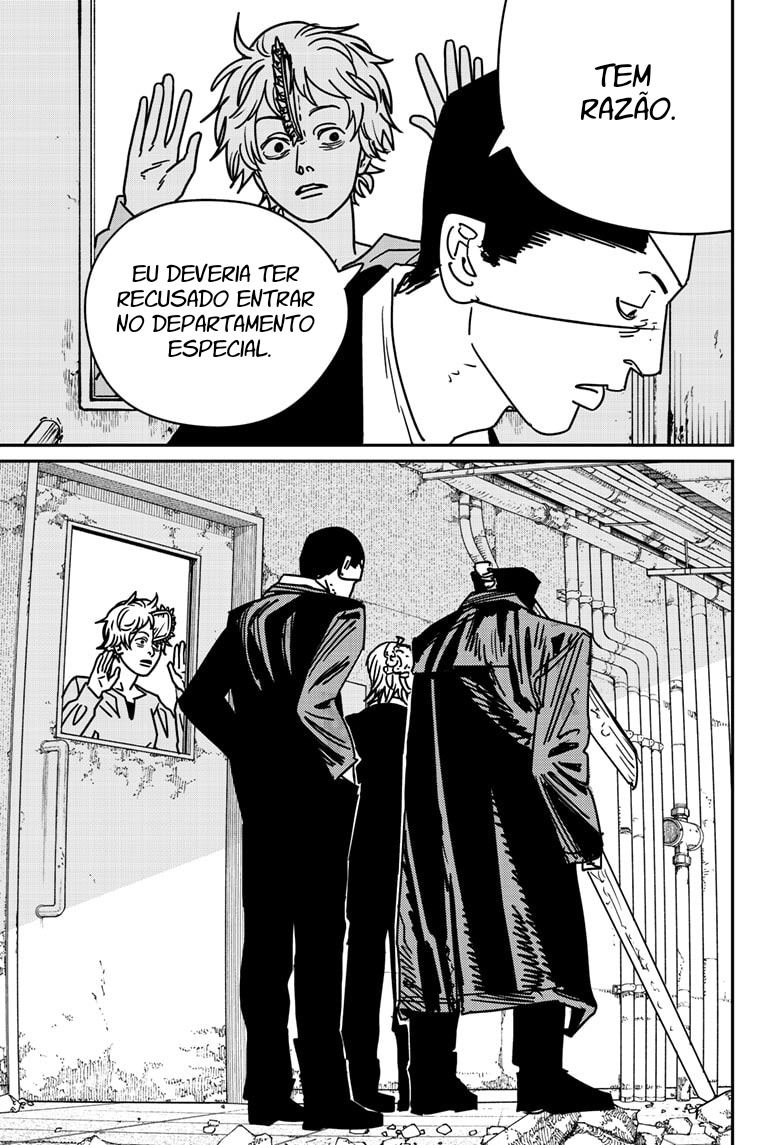 TEM
RAZÃO.
EU DEVERIA TER
RECUSADO ENTRAR
NO DEPARTAMENTO
ESPECIAL.